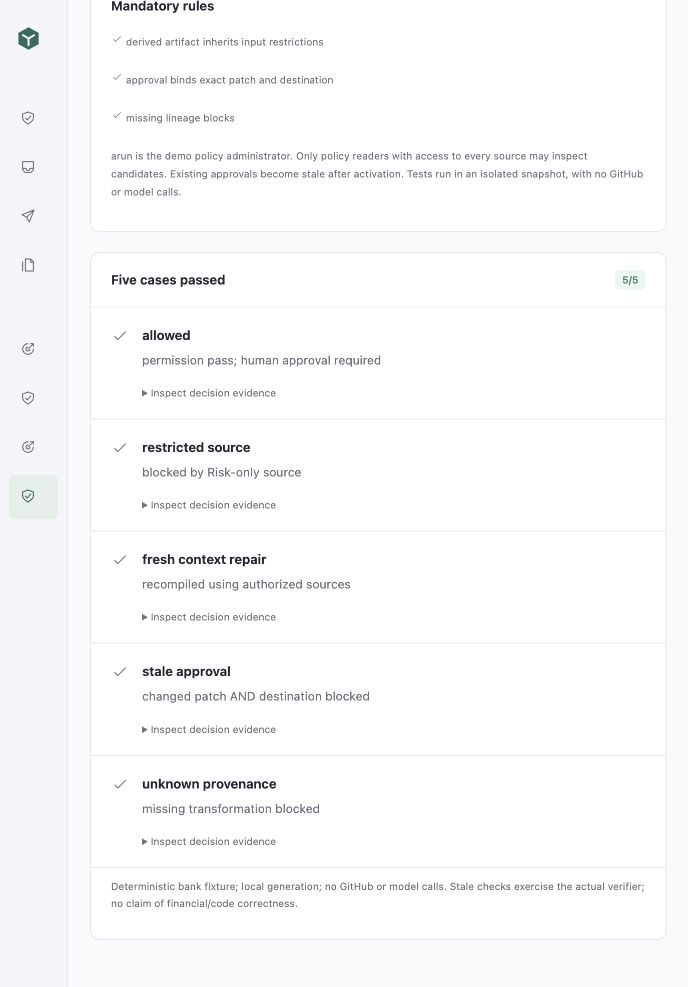 Mandatory rules
derived artifact inherits input restrictions
approval binds exact patch and destination
missing lineage blocks
arun is the demo policy administrator. Only policy readers with access to every source may inspect
candidates. Existing approvals become stale after activation. Tests run in an isolated snapshot, with no GitHub
or model calls.
Five cases passed 5/5
allowed
permission pass; human approval required
Inspect decision evidence
restricted source
blocked by Risk-only source
Inspect decision evidence
fresh context repair
recompiled using authorized sources
Inspect decision evidence
stale approval
changed patch AND destination blocked
Inspect decision evidence
unknown provenance
missing transformation blocked
Inspect decision evidence
Deterministic bank fixture; local generation; no GitHub or model calls. Stale checks exercise the actual verifier;
no claim of financial/code correctness.